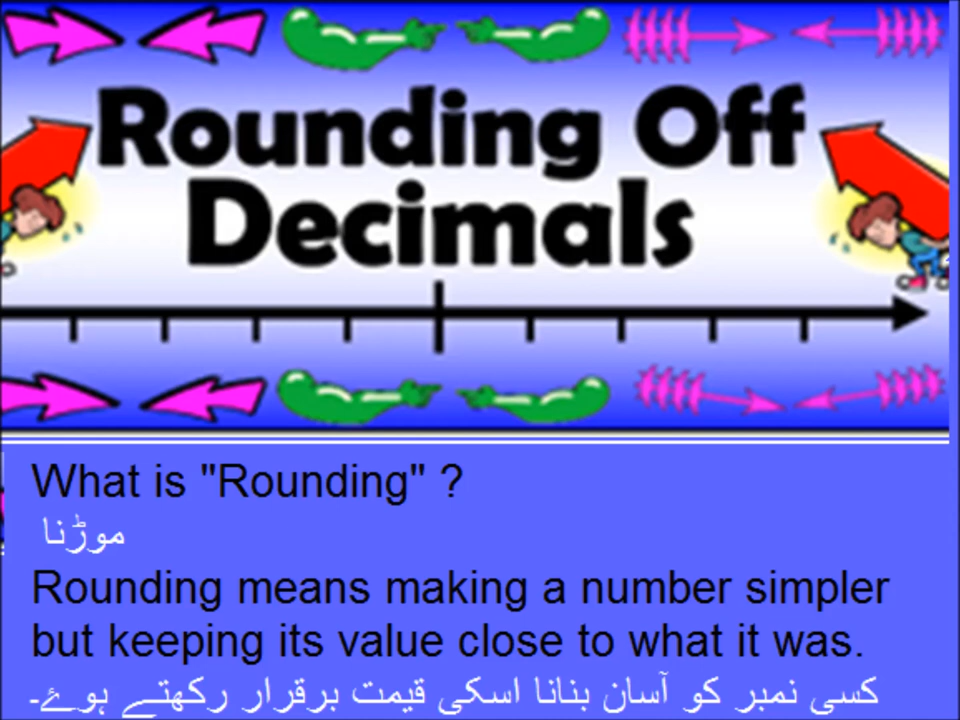 Rounding Off
Decimals
What is "Rounding" ?
موڑنا
Rounding means making a number simpler
but keeping its value close to what it was.
کسی نمبر کو آسان بنانا اسکی قیمت برقرار رکھتے ہوۓ۔